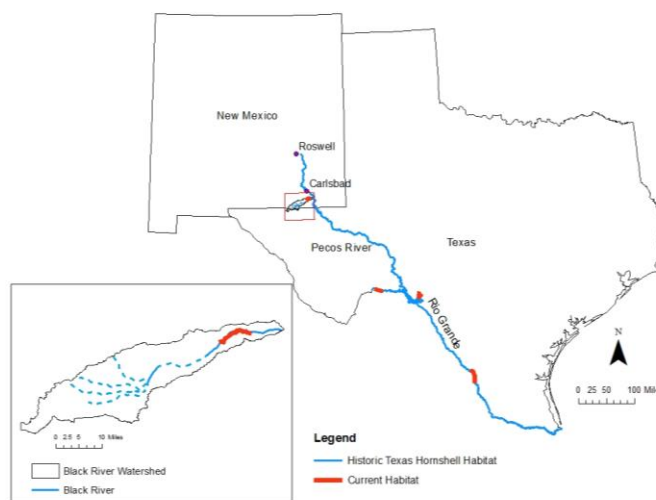 New Mexico
Roswell
Carlsbad
Pecos River
Texas
Rio Grande
N
0 25 50 100 Miles
0 2.5 5 10 Miles
Black River Watershed
Black River
Legend
Historic Texas Hornshell Habitat
Current Habitat